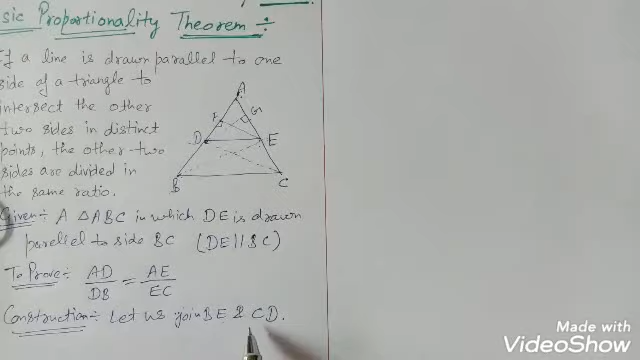 sic Proportionality Theorem ÷
If a line is drawn parallel to one
side of a triangle to
intersect the other
two sides in distinct
points, the other two
sides are divided in
the same ratio.
A
F
G
D
E
B
C
Given ÷ A △ABC in which DE is drawn
parellel to side BC (DE||BC)
To Prove ÷ AD/DB = AE/EC
Construction ÷ Let us join BE & CD.
Made with
VideoShow